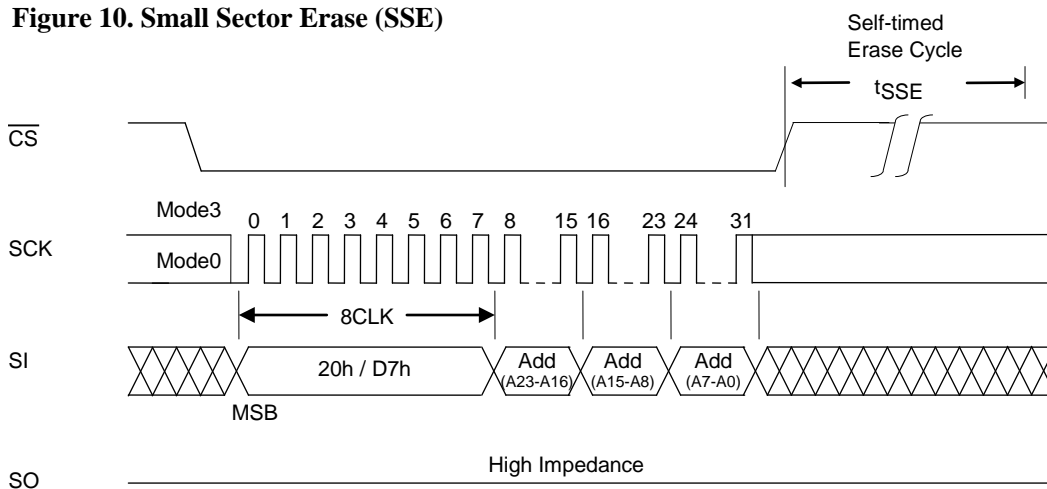 Figure 10. Small Sector Erase (SSE)
Self-timed
Erase Cycle
tSSE
CS
Mode3
0 1 2 3 4 5 6 7 8 15 16 23 24 31
SCK
Mode0
8CLK
SI
20h / D7h
Add
(A23-A16)
Add
(A15-A8)
Add
(A7-A0)
MSB
High Impedance
SO